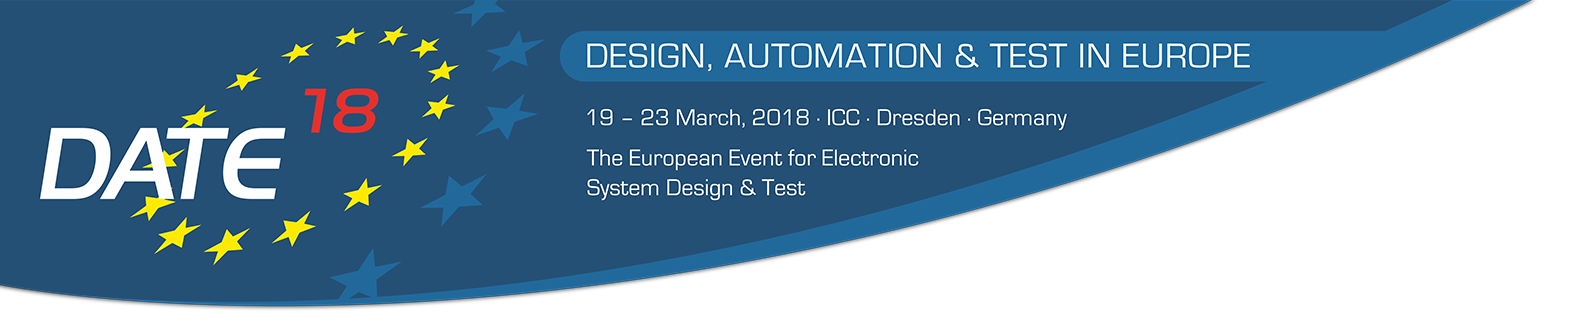 DATE 18
DESIGN, AUTOMATION & TEST IN EUROPE
19 – 23 March, 2018 · ICC · Dresden · Germany
The European Event for Electronic
System Design & Test